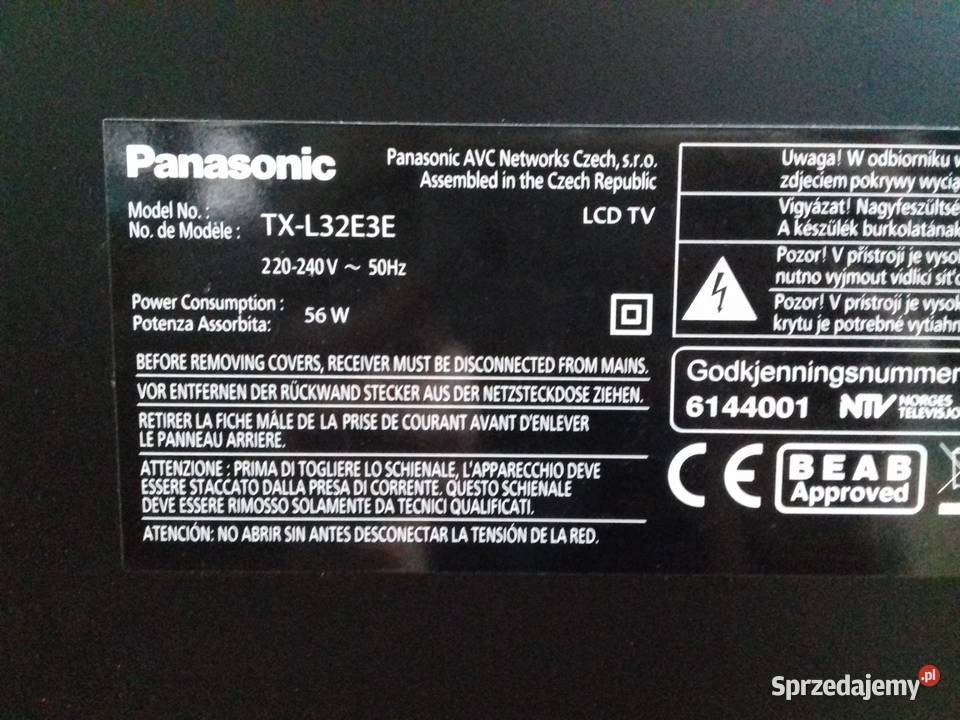 Panasonic
Panasonic AVC Networks Czech, s.r.o.
Assembled in the Czech Republic
Model No. :
No. de Modèle :
TX-L32E3E
LCD TV
220-240V ~ 50Hz
Power Consumption :
Potenza Assorbita:
56 W
BEFORE REMOVING COVERS, RECEIVER MUST BE DISCONNECTED FROM MAINS.
VOR ENTFERNEN DER RÜCKWAND STECKER AUS DER NETZSTECKDOSE ZIEHEN.
RETIRER LA FICHE MÂLE DE LA PRISE DE COURANT AVANT D'ENLEVER
LE PANNEAU ARRIERE.
ATTENZIONE : PRIMA DI TOGLIERE LO SCHIENALE, L'APPARECCHIO DEVE
ESSERE STACCATO DALLA PRESA DI CORRENTE. QUESTO SCHIENALE
DEVE ESSERE RIMOSSO SOLAMENTE DA TECNICI QUALIFICATI.
ATENCIÓN: NO ABRIR SIN ANTES DESCONECTAR LA TENSIÓN DE LA RED.
Uwaga! W odbiorniku
zdjeciem pokrywy
Vigyázat!
A készülék
Pozor! V přístroji je
nutno vyjmout vidlici
Pozor! V prístroji je
krytu je potrebné
Godkjenningsnummer
6144001 NTV NORGES
CE
BEAB
Approved
Sprzedajemy.pl